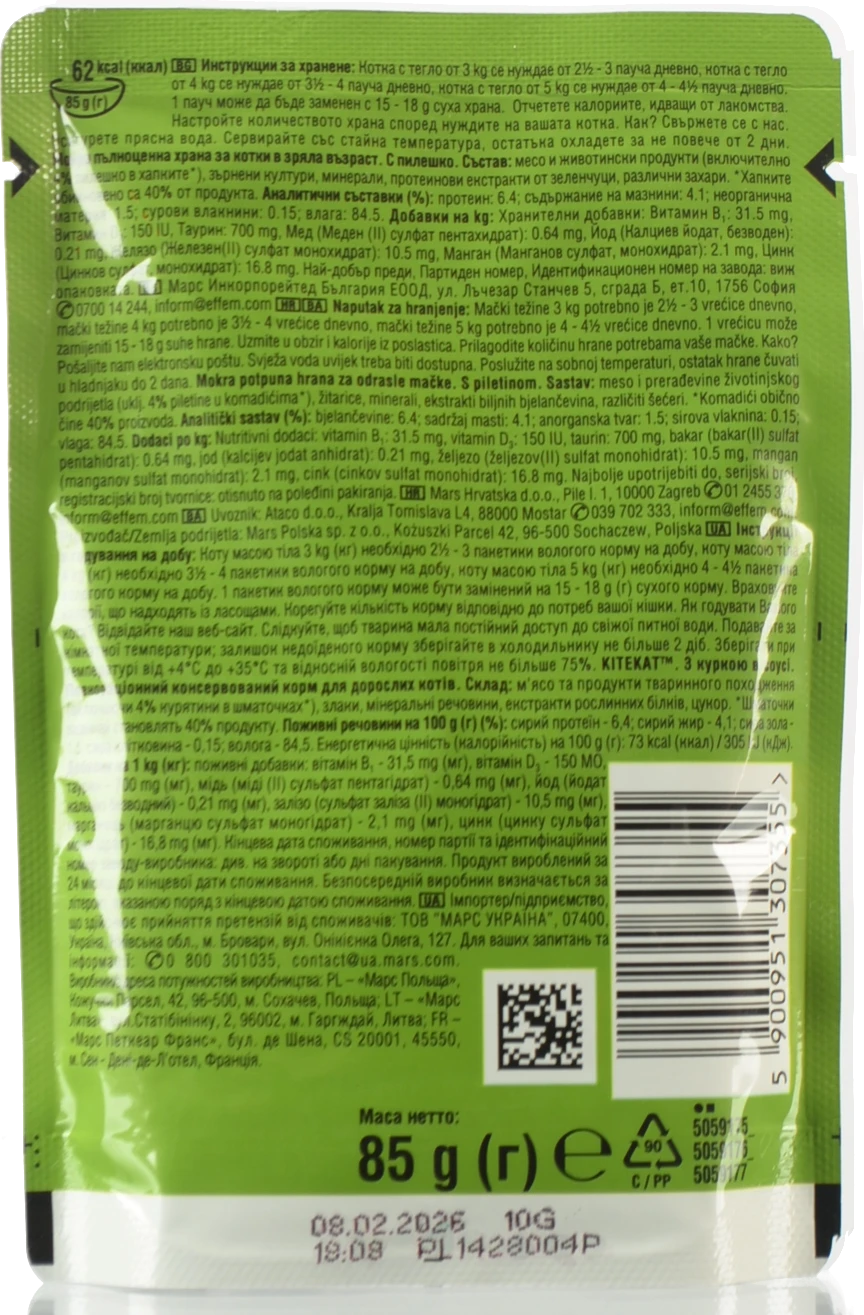 62 kcal (ккал) BG Инструкции за хранене: Котка с тегло от 3 kg се нуждае от 2½ - 3 пауча дневно, котка с тегло
85 g (г) от 4 kg се нуждае от 3½ - 4 пауча дневно, котка с тегло от 5 kg се нуждае от 4 - 4½ пауча дневно.
1 пауч може да бъде заменен с 15 - 18 g суха храна. Отчетете калориите, идващи от лакомства.
Настройте количеството храна според нуждите на вашата котка. Как? Свържете се с нас.
прясна вода. Сервирайте със стайна температура, остатъка охладете за не повече от 2 дни.
пълноценна храна за котки в зряла възраст. С пилешко. Състав: месо и животински продукти (включително
в хапките*), зърнени култури, минерали, протеинови екстракти от зеленчуци, различни захари. *Хапките
са 40% от продукта. Аналитични съставки (%): протеин: 6.4; съдържание на мазнини: 4.1; неорганична
1.5; сурови влакнини: 0.15; влага: 84.5. Добавки на kg: Хранителни добавки: Витамин B₁: 31.5 mg,
150 IU, Таурин: 700 mg, Мед (Меден (II) сулфат пентахидрат): 0.64 mg, Йод (Калциев йодат, безводен):
0.21 mg, (Железен(II) сулфат монохидрат): 10.5 mg, Манган (Манганов сулфат, монохидрат): 2.1 mg, Цинк
(Цинков монохидрат): 16.8 mg. Най-добър преди, Партиден номер, Идентификационен номер на завода: виж
опаковката. Марс Инкорпорейтед България ЕООД, ул. Лъчезар Станчев 5, сграда Б, ет.10, 1756 София
✆0700 14 244, inform@effem.com HR BA Naputak za hranjenje: Mački težine 3 kg potrebno je 2½ - 3 vrećice dnevno,
mački težine 4 kg potrebno je 3½ - 4 vrećice dnevno, mački težine 5 kg potrebno je 4 - 4½ vrećice dnevno. 1 vrećicu može
zamijeniti 15 - 18 g suhe hrane. Uzmite u obzir i kalorije iz poslastica. Prilagodite količinu hrane potrebama vaše mačke. Kako?
Pošaljite nam elektronsku poštu. Svježa voda uvijek treba biti dostupna. Poslužite na sobnoj temperaturi, ostatak hrane čuvati
u hladnjaku do 2 dana. Mokra potpuna hrana za odrasle mačke. S piletinom. Sastav: meso i prerađevine životinjskog
podrijetla (uklj. 4% piletine u komadićima*), žitarice, minerali, ekstrakti biljnih bjelančevina, različiti šećeri. *Komadići obično
čine 40% proizvoda. Analitički sastav (%): bjelančevine: 6.4; sadržaj masti: 4.1; anorganska tvar: 1.5; sirova vlaknina: 0.15;
vlaga: 84.5. Dodaci po kg: Nutritivni dodaci: vitamin B₁: 31.5 mg, vitamin D₃: 150 IU, taurin: 700 mg, bakar (bakar(II) sulfat
pentahidrat): 0.64 mg, jod (kalcijev jodat anhidrat): 0.21 mg, željezo (željezov(II) sulfat monohidrat): 10.5 mg, mangan
(manganov sulfat monohidrat): 2.1 mg, cink (cinkov sulfat monohidrat): 16.8 mg. Najbolje upotrijebiti do, serijski broj,
registracijski broj tvornice: otisnuto na poleđini pakiranja. HR Mars Hrvatska d.o.o., Pile I. 1, 10000 Zagreb ✆01 2455
BA Uvoznik: Ataco d.o.o., Kralja Tomislava L4, 88000 Mostar ✆039 702 333, inform@effem.com
Proizvođač/Zemlja podrijetla: Mars Polska sp. z o.o., Kożuszki Parcel 42, 96-500 Sochaczew, Poljska UA Інструкція
годування на добу: Коту масою тіла 3 kg (кг) необхідно 2½ - 3 пакетики вологого корму на добу, коту масою тіла
(кг) необхідно 3½ - 4 пакетики вологого корму на добу, коту масою тіла 5 kg (кг) необхідно 4 - 4½ пакетика
корму на добу. 1 пакетик вологого корму може бути замінений на 15 - 18 g (г) сухого корму. Враховуйте
що надходять із ласощами. Корегуйте кількість корму відповідно до потреб вашої кішки. Як годувати Вашого
Відвідайте наш веб-сайт. Слідкуйте, щоб тварина мала постійний доступ до свіжої питної води. Подавайте за
температури; залишок недоїденого корму зберігайте в холодильнику не більше 2 діб. Зберігати при
температурі від +4°С до +35°С та відносній вологості повітря не більше 75%. KITEKAT™. З куркою в соусі.
консервований корм для дорослих котів. Склад: м'ясо та продукти тваринного походження
4% курятини в шматочках*), злаки, мінеральні речовини, екстракти рослинних білків, цукор. *Шматочки
40% продукту. Поживні речовини на 100 g (г) (%): сирий протеїн - 6,4; сирий жир - 4,1; сира зола -
клітковина - 0,15; волога - 84,5. Енергетична цінність (калорійність) на 100 g (г): 73 kcal (ккал) / 305 kJ (кДж).
1 kg (кг): поживні добавки: вітамін B₁ - 31,5 mg (мг), вітамін D₃ - 150 МО,
mg (мг), мідь (міді (II) сульфат пентагідрат) - 0,64 mg (мг), йод (йодат
- 0,21 mg (мг), залізо (сульфат заліза (II) моногідрат) - 10,5 mg (мг),
(марганцю сульфат моногідрат) - 2,1 mg (мг), цинк (цинку сульфат
- 16,8 mg (мг). Кінцева дата споживання, номер партії та ідентифікаційний
див. на звороті або дні пакування. Продукт вироблений за
24 до кінцевої дати споживання. Безпосередній виробник визначається за
поряд з кінцевою датою споживання. UA Імпортер/підприємство,
що прийняття претензій від споживачів: ТОВ "МАРС УКРАЇНА", 07400,
Україна, обл., м. Бровари, вул. Онікієнка Олега, 127. Для ваших запитань та
✆0 800 301035, contact@ua.mars.com.
потужностей виробництва: PL – «Марс Польща»,
Парсел, 42, 96-500, м. Сохачев, Польща; LT – «Марс
Статібінінку, 2, 96002, м. Гаргждай, Литва; FR –
«Марс Петкеар Франс», бул. де Шена, CS 20001, 45550,
м. Сен - Дені-де-Л'отел, Франція.
5 900951 307355 >
Маса нетто:
85 g (г) ℮
90
C / PP
5059175
5059176
5059177
08.02.2026 10G
18:08 PL1428004P